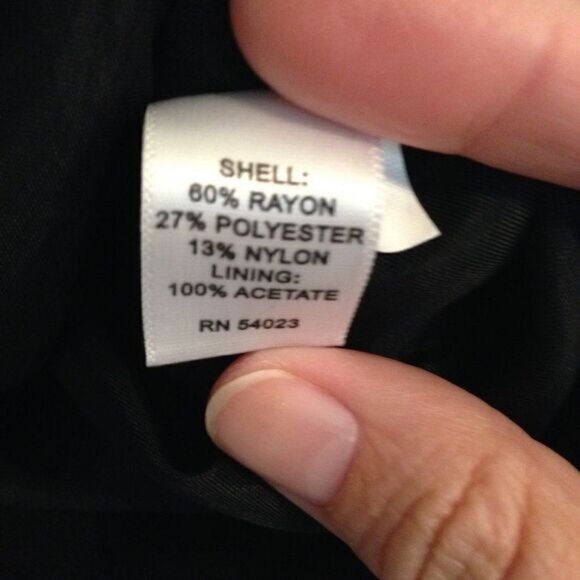 SHELL:
60% RAYON
27% POLYESTER
13% NYLON
LINING:
100% ACETATE
RN 54023